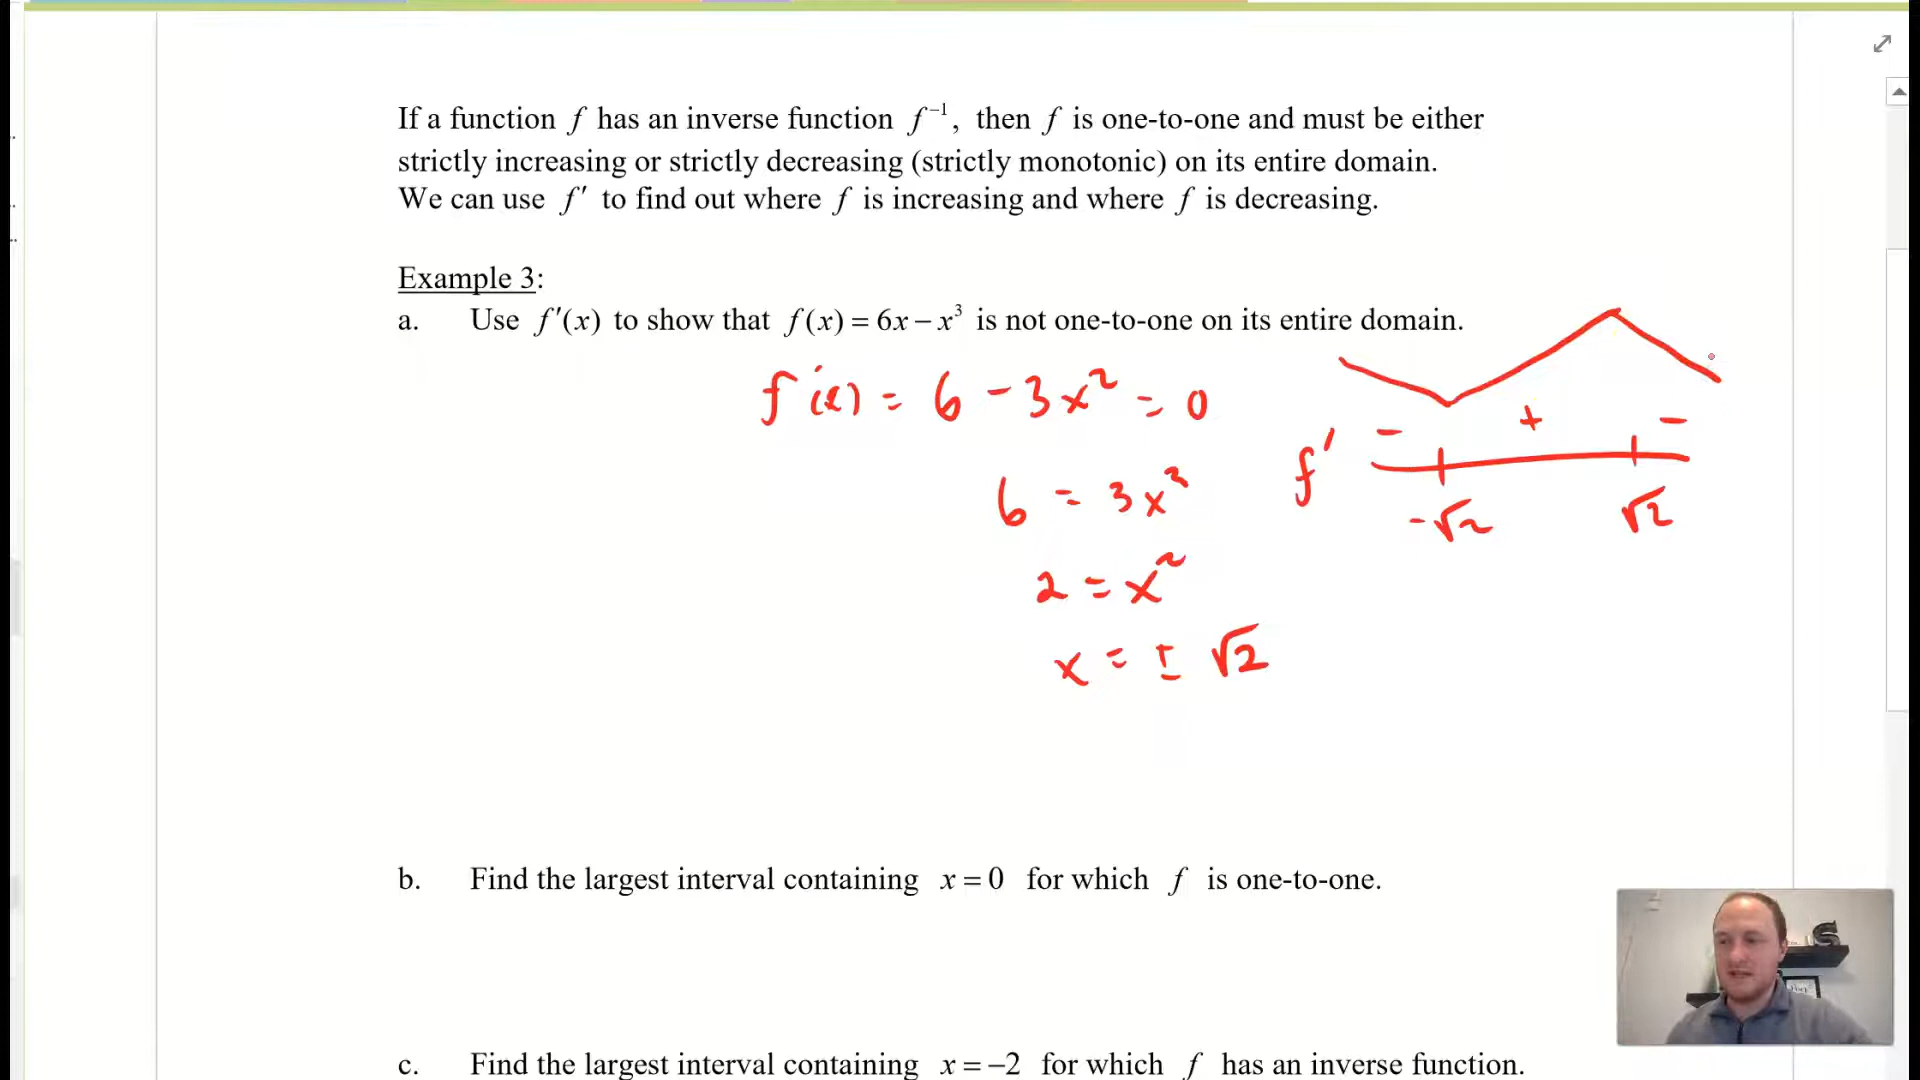 If a function f has an inverse function f⁻¹, then f is one-to-one and must be either
strictly increasing or strictly decreasing (strictly monotonic) on its entire domain.
We can use f′ to find out where f is increasing and where f is decreasing.
Example 3:
a. Use f′(x) to show that f(x) = 6x − x³ is not one-to-one on its entire domain.
f'(x) = 6 - 3x² = 0
6 = 3x²
2 = x²
x = ± √2
f'
- + -
-√2 √2
b. Find the largest interval containing x = 0 for which f is one-to-one.
c. Find the largest interval containing x = −2 for which f has an inverse function.